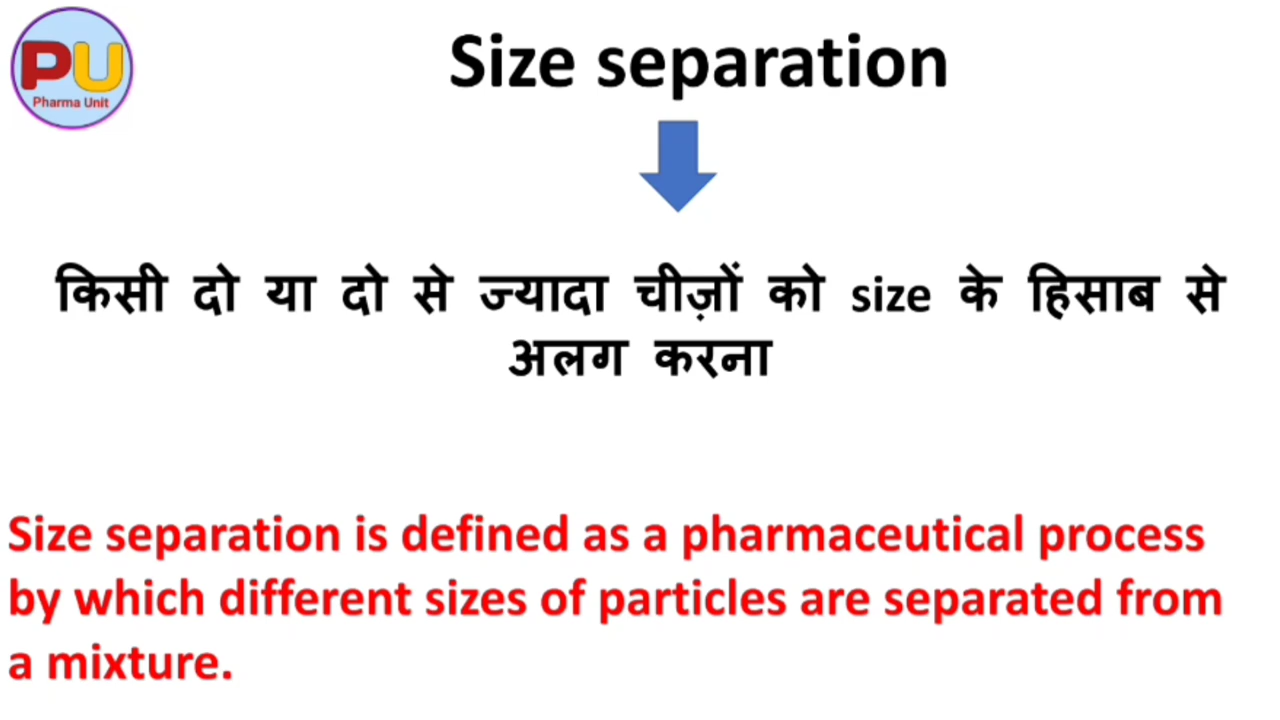 PU
Pharma Unit
Size separation
किसी दो या दो से ज्यादा चीज़ों को size के हिसाब से
अलग करना
Size separation is defined as a pharmaceutical process
by which different sizes of particles are separated from
a mixture.